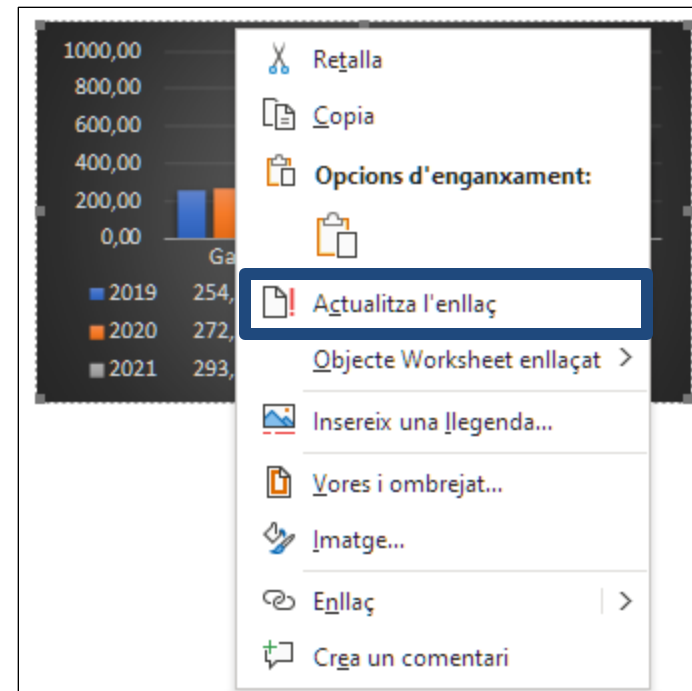 1000,00
800,00
600,00
400,00
200,00
0,00
Ga
2019 254,
2020 272,
2021 293,
Retalla
Copia
Opcions d'enganxament:
Actualitza l'enllaç
Objecte Worksheet enllaçat
Insereix una llegenda...
Vores i ombrejat...
Imatge...
Enllaç
Crea un comentari